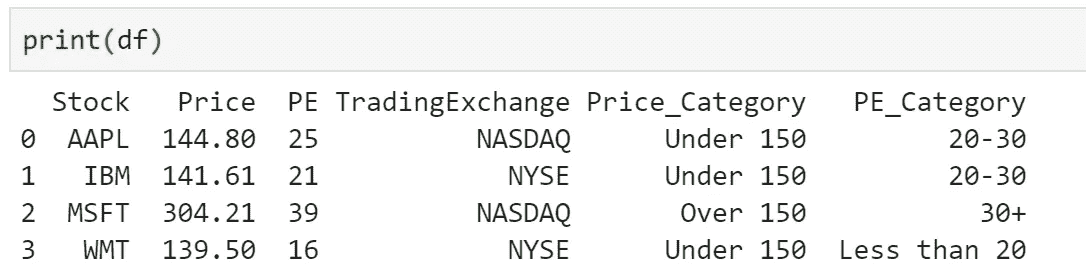 print(df)
Stock Price PE TradingExchange Price_Category PE_Category
0 AAPL 144.80 25 NASDAQ Under 150 20-30
1 IBM 141.61 21 NYSE Under 150 20-30
2 MSFT 304.21 39 NASDAQ Over 150 30+
3 WMT 139.50 16 NYSE Under 150 Less than 20